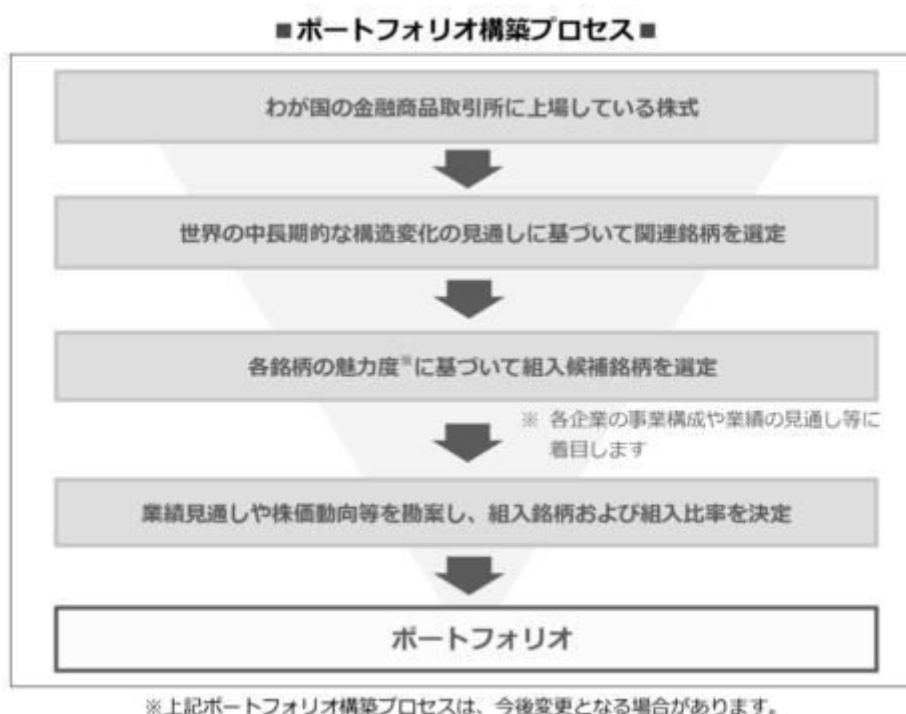 ■ポートフォリオ構築プロセス■
わが国の金融商品取引所に上場している株式
世界の中長期的な構造変化の見通しに基づいて関連銘柄を選定
各銘柄の魅力度※に基づいて組入候補銘柄を選定
※ 各企業の事業構成や業績の見通し等に
着目します
業績見通しや株価動向等を勘案し、組入銘柄および組入比率を決定
ポートフォリオ
※上記ポートフォリオ構築プロセスは、今後変更となる場合があります。